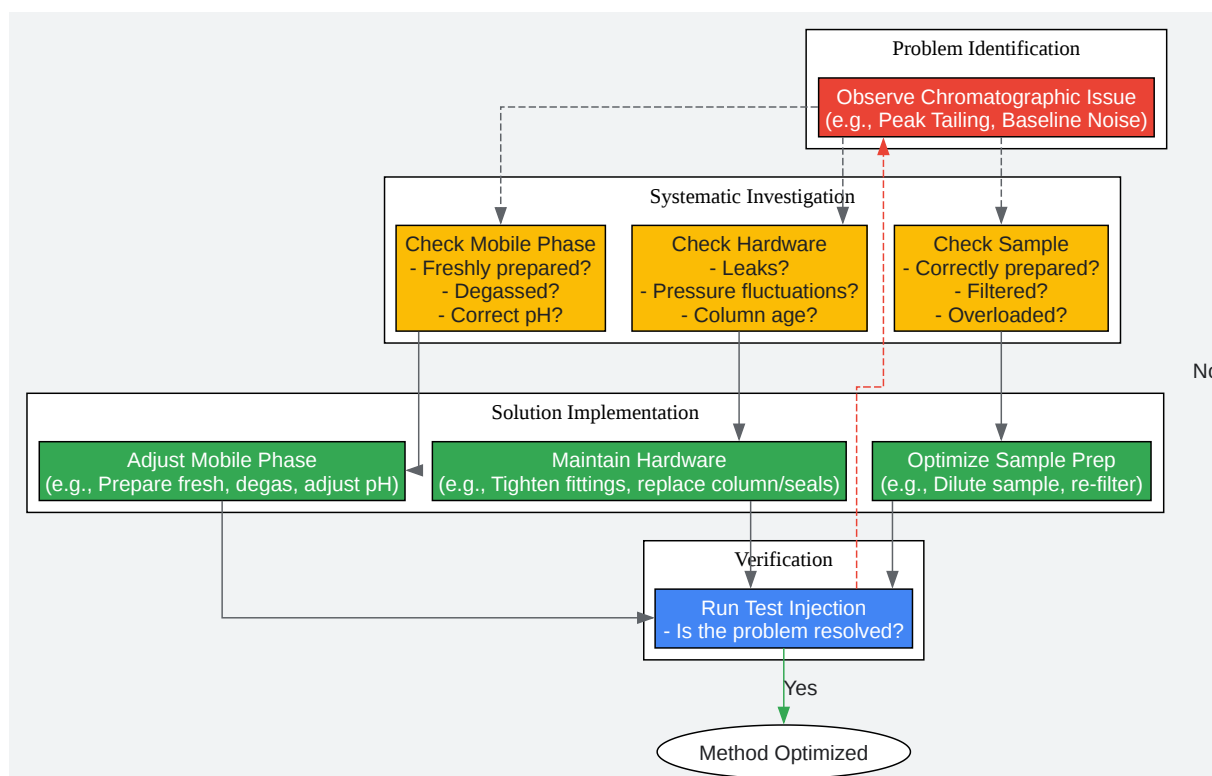 Problem Identification
Observe Chromatographic Issue
(e.g., Peak Tailing, Baseline Noise)
Systematic Investigation
Check Mobile Phase
- Freshly prepared?
- Degassed?
- Correct pH?
Check Hardware
- Leaks?
- Pressure fluctuations?
- Column age?
Check Sample
- Correctly prepared?
- Filtered?
- Overloaded?
No
Solution Implementation
Adjust Mobile Phase
(e.g., Prepare fresh, degas, adjust pH)
Maintain Hardware
(e.g., Tighten fittings, replace column/seals)
Optimize Sample Prep
(e.g., Dilute sample, re-filter)
Verification
Run Test Injection
- Is the problem resolved?
Yes
Method Optimized